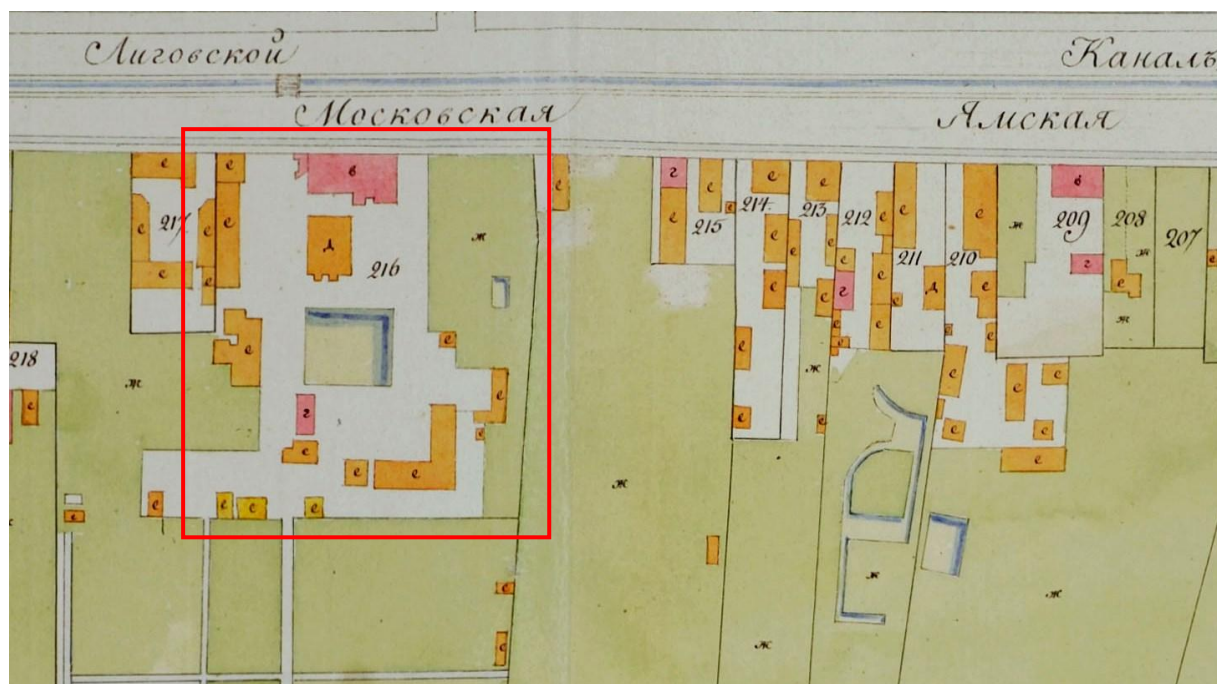 Лиговской Каналъ
Московская Ямская
е е в е г е е е е е в
217 е 215 214 213 212 е е 209 208 207
е е е д 216 ж е е е е е 211 210 ж г ж е
е е е е г е д е е
218 ж е е е е е ж
е г е е ж е е е
е е е е е е
е е е е е ж
е ж
е ж ж
е ж